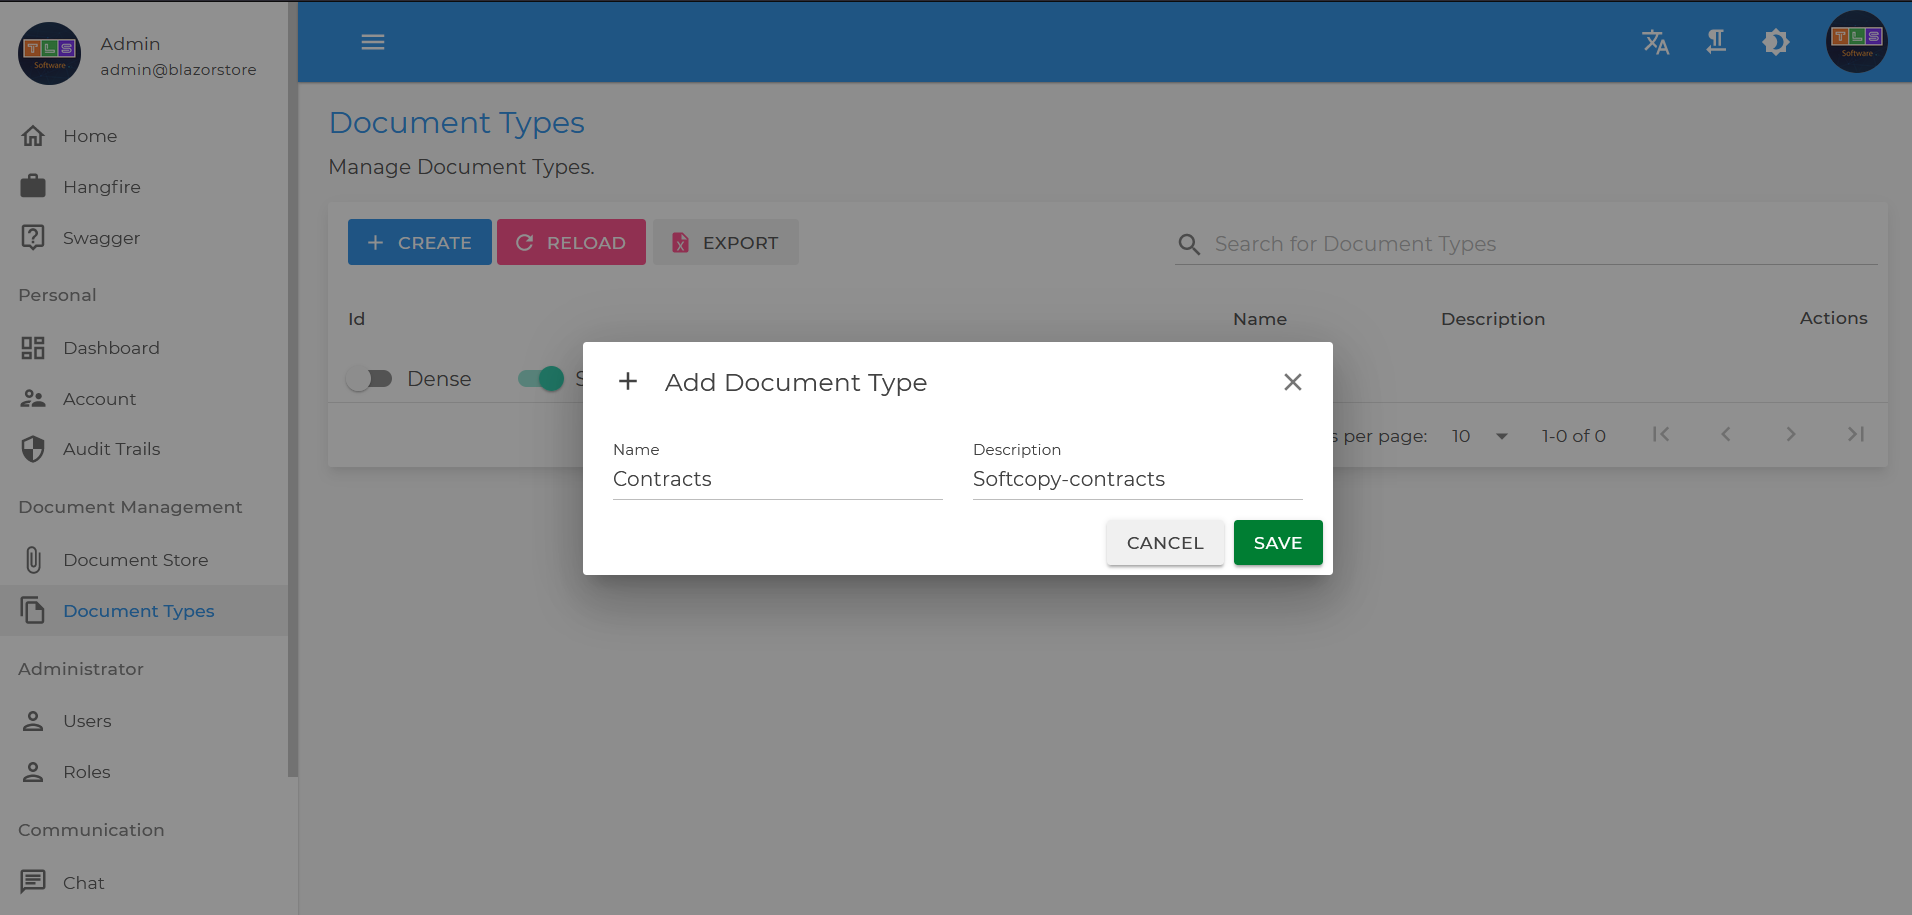 TLS
Software
Admin
admin@blazorstore
Home
Hangfire
Swagger
Personal
Dashboard
Account
Audit Trails
Document Management
Document Store
Document Types
Administrator
Users
Roles
Communication
Chat
TLS
Software
Document Types
Manage Document Types.
CREATE
RELOAD
EXPORT
Search for Document Types
Id
Name
Description
Actions
Dense
s per page:
10
1-0 of 0
Add Document Type
Name
Contracts
Description
Softcopy-contracts
CANCEL
SAVE